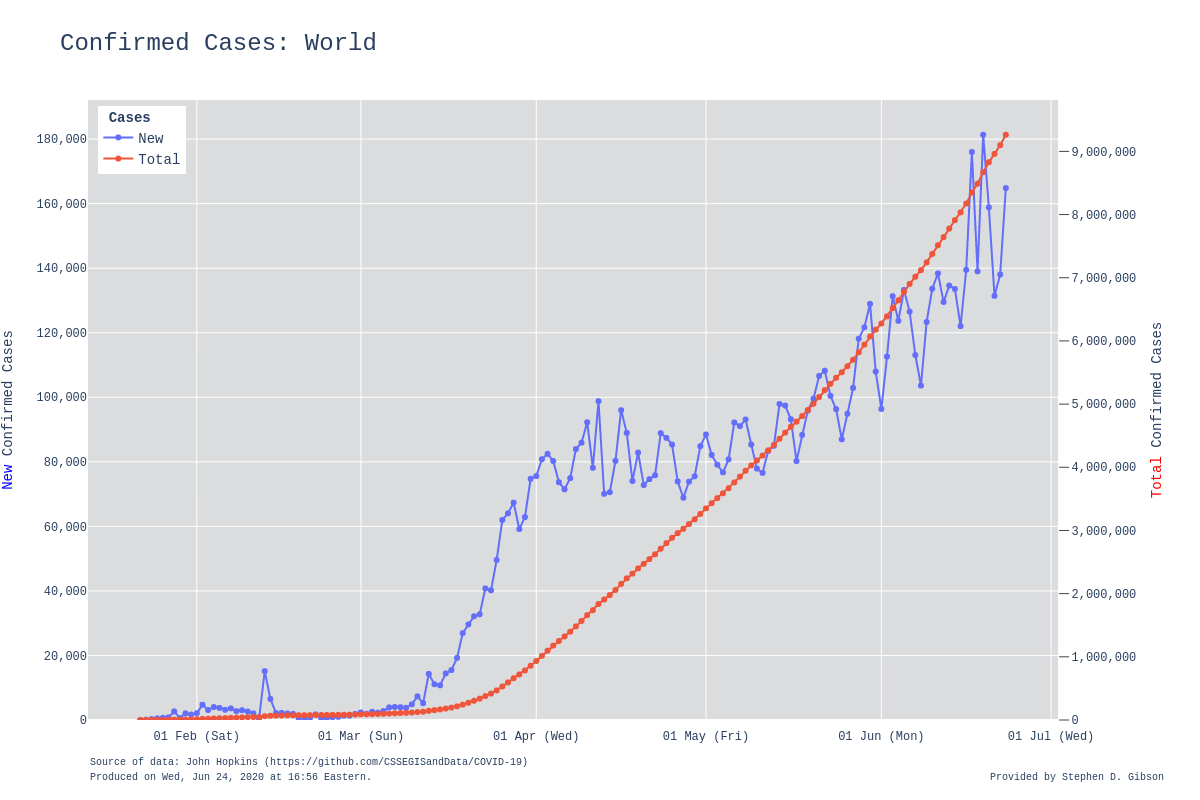 Confirmed Cases: World
Cases
New
Total
180,000
160,000
140,000
120,000
100,000
80,000
60,000
40,000
20,000
0
New Confirmed Cases
9,000,000
8,000,000
7,000,000
6,000,000
5,000,000
4,000,000
3,000,000
2,000,000
1,000,000
0
Total Confirmed Cases
01 Feb (Sat) 01 Mar (Sun) 01 Apr (Wed) 01 May (Fri) 01 Jun (Mon) 01 Jul (Wed)
Source of data: John Hopkins (https://github.com/CSSEGISandData/COVID-19)
Produced on Wed, Jun 24, 2020 at 16:56 Eastern.
Provided by Stephen D. Gibson